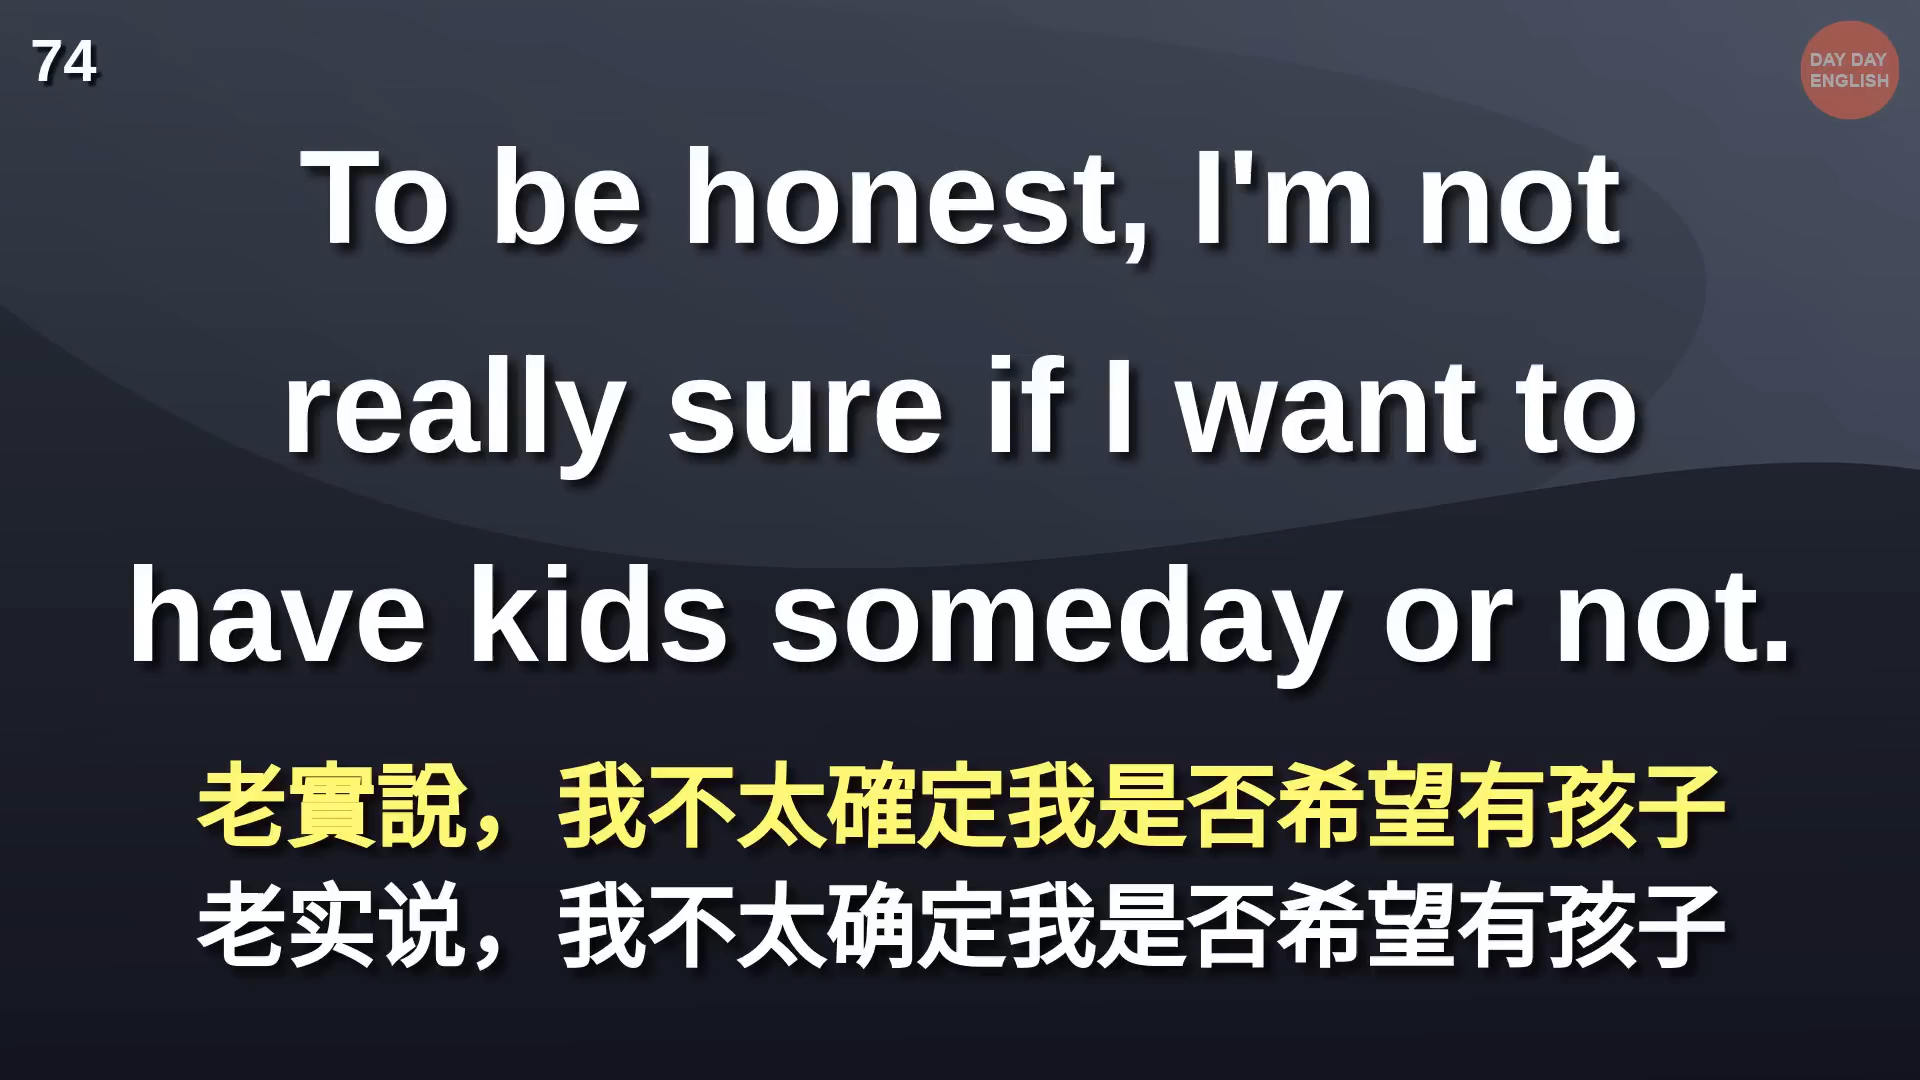 74
DAY DAY
ENGLISH
To be honest, I'm not
really sure if I want to
have kids someday or not.
老實說，我不太確定我是否希望有孩子
老实说，我不太确定我是否希望有孩子